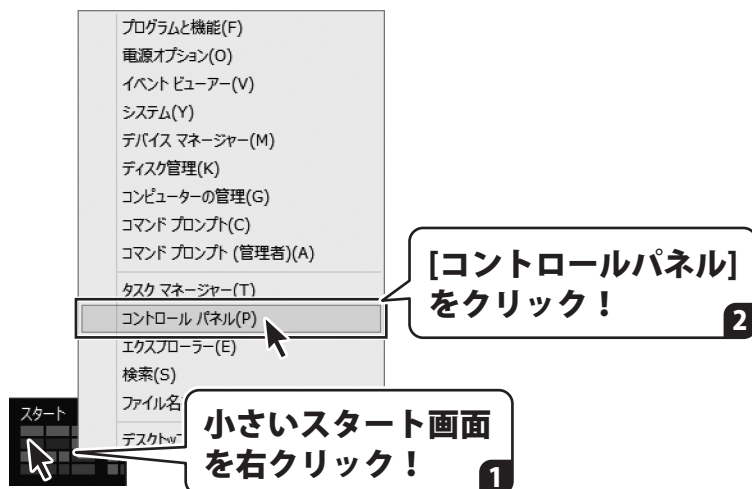 プログラムと機能(F)
電源オプション(O)
イベント ビューアー(V)
システム(Y)
デバイス マネージャー(M)
ディスク管理(K)
コンピューターの管理(G)
コマンド プロンプト(C)
コマンド プロンプト (管理者)(A)
タスク マネージャー(T)
コントロール パネル(P)
エクスプローラー(E)
検索(S)
ファイル名
[コントロールパネル]
をクリック！
2
スタート
小さいスタート画面
を右クリック！
1